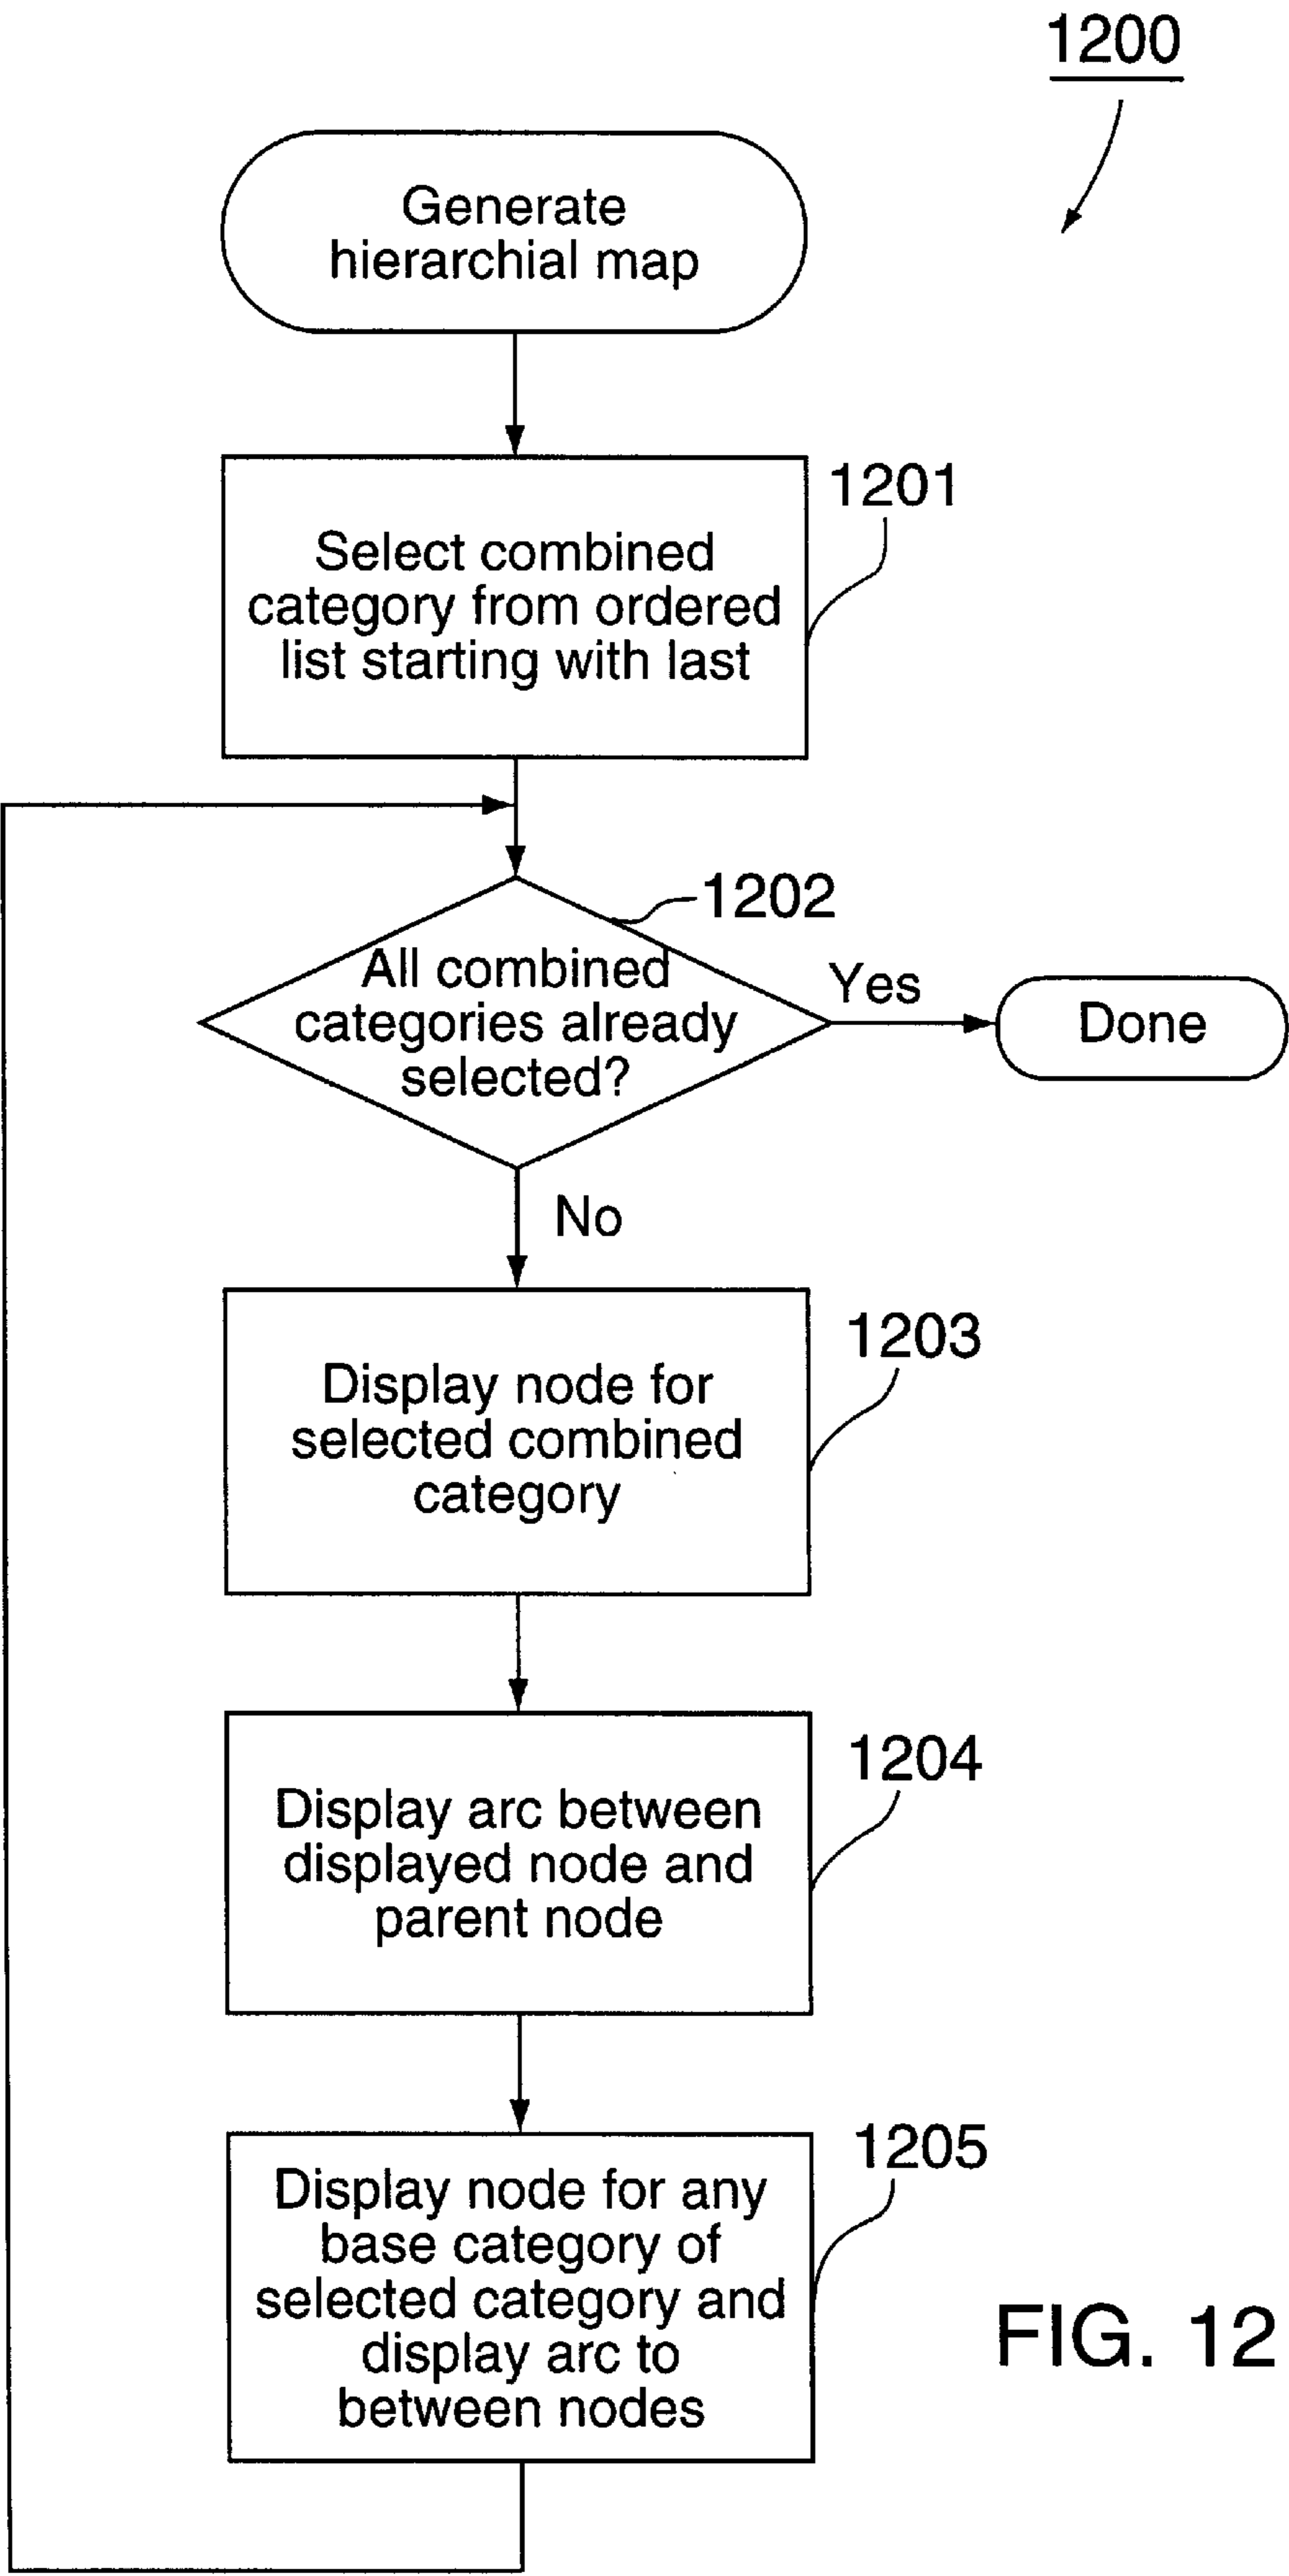 1200
Generate
hierarchial map
1201
Select combined
category from ordered
list starting with last
1202
All combined
categories already
selected?
Yes
Done
No
1203
Display node for
selected combined
category
1204
Display arc between
displayed node and
parent node
1205
Display node for any
base category of
selected category and
display arc to
between nodes
FIG. 12